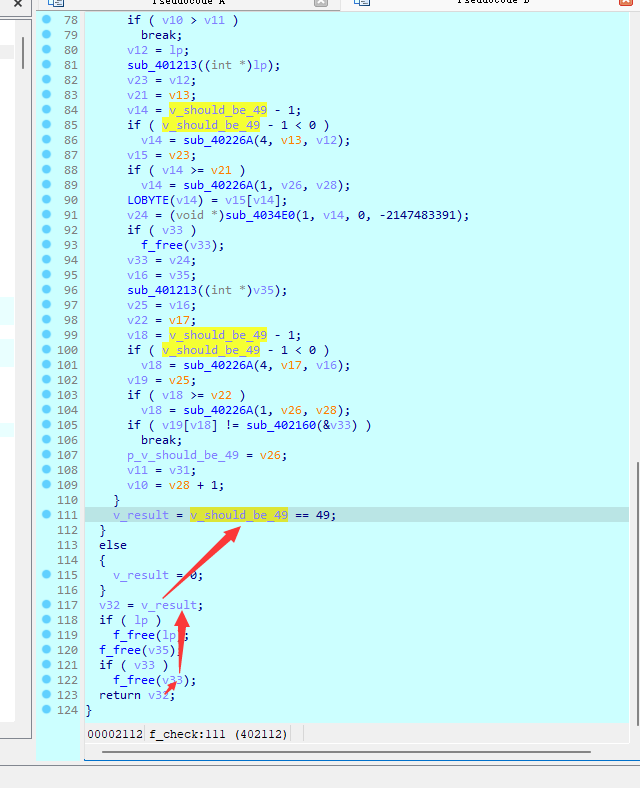 78 if ( v10 > v11 )
79 break;
80 v12 = lp;
81 sub_401213((int *)lp);
82 v23 = v12;
83 v21 = v13;
84 v14 = v_should_be_49 - 1;
85 if ( v_should_be_49 - 1 < 0 )
86 v14 = sub_40226A(4, v13, v12);
87 v15 = v23;
88 if ( v14 >= v21 )
89 v14 = sub_40226A(1, v26, v28);
90 LOBYTE(v14) = v15[v14];
91 v24 = (void *)sub_4034E0(1, v14, 0, -2147483391);
92 if ( v33 )
93 f_free(v33);
94 v33 = v24;
95 v16 = v35;
96 sub_401213((int *)v35);
97 v25 = v16;
98 v22 = v17;
99 v18 = v_should_be_49 - 1;
100 if ( v_should_be_49 - 1 < 0 )
101 v18 = sub_40226A(4, v17, v16);
102 v19 = v25;
103 if ( v18 >= v22 )
104 v18 = sub_40226A(1, v26, v28);
105 if ( v19[v18] != sub_402160(&v33) )
106 break;
107 p_v_should_be_49 = v26;
108 v11 = v31;
109 v10 = v28 + 1;
110 }
111 v_result = v_should_be_49 == 49;
112 }
113 else
114 {
115 v_result = 0;
116 }
117 v32 = v_result;
118 if ( lp )
119 f_free(lp);
120 f_free(v35);
121 if ( v33 )
122 f_free(v33);
123 return v32;
124 }
00002112 f_check:111 (402112)